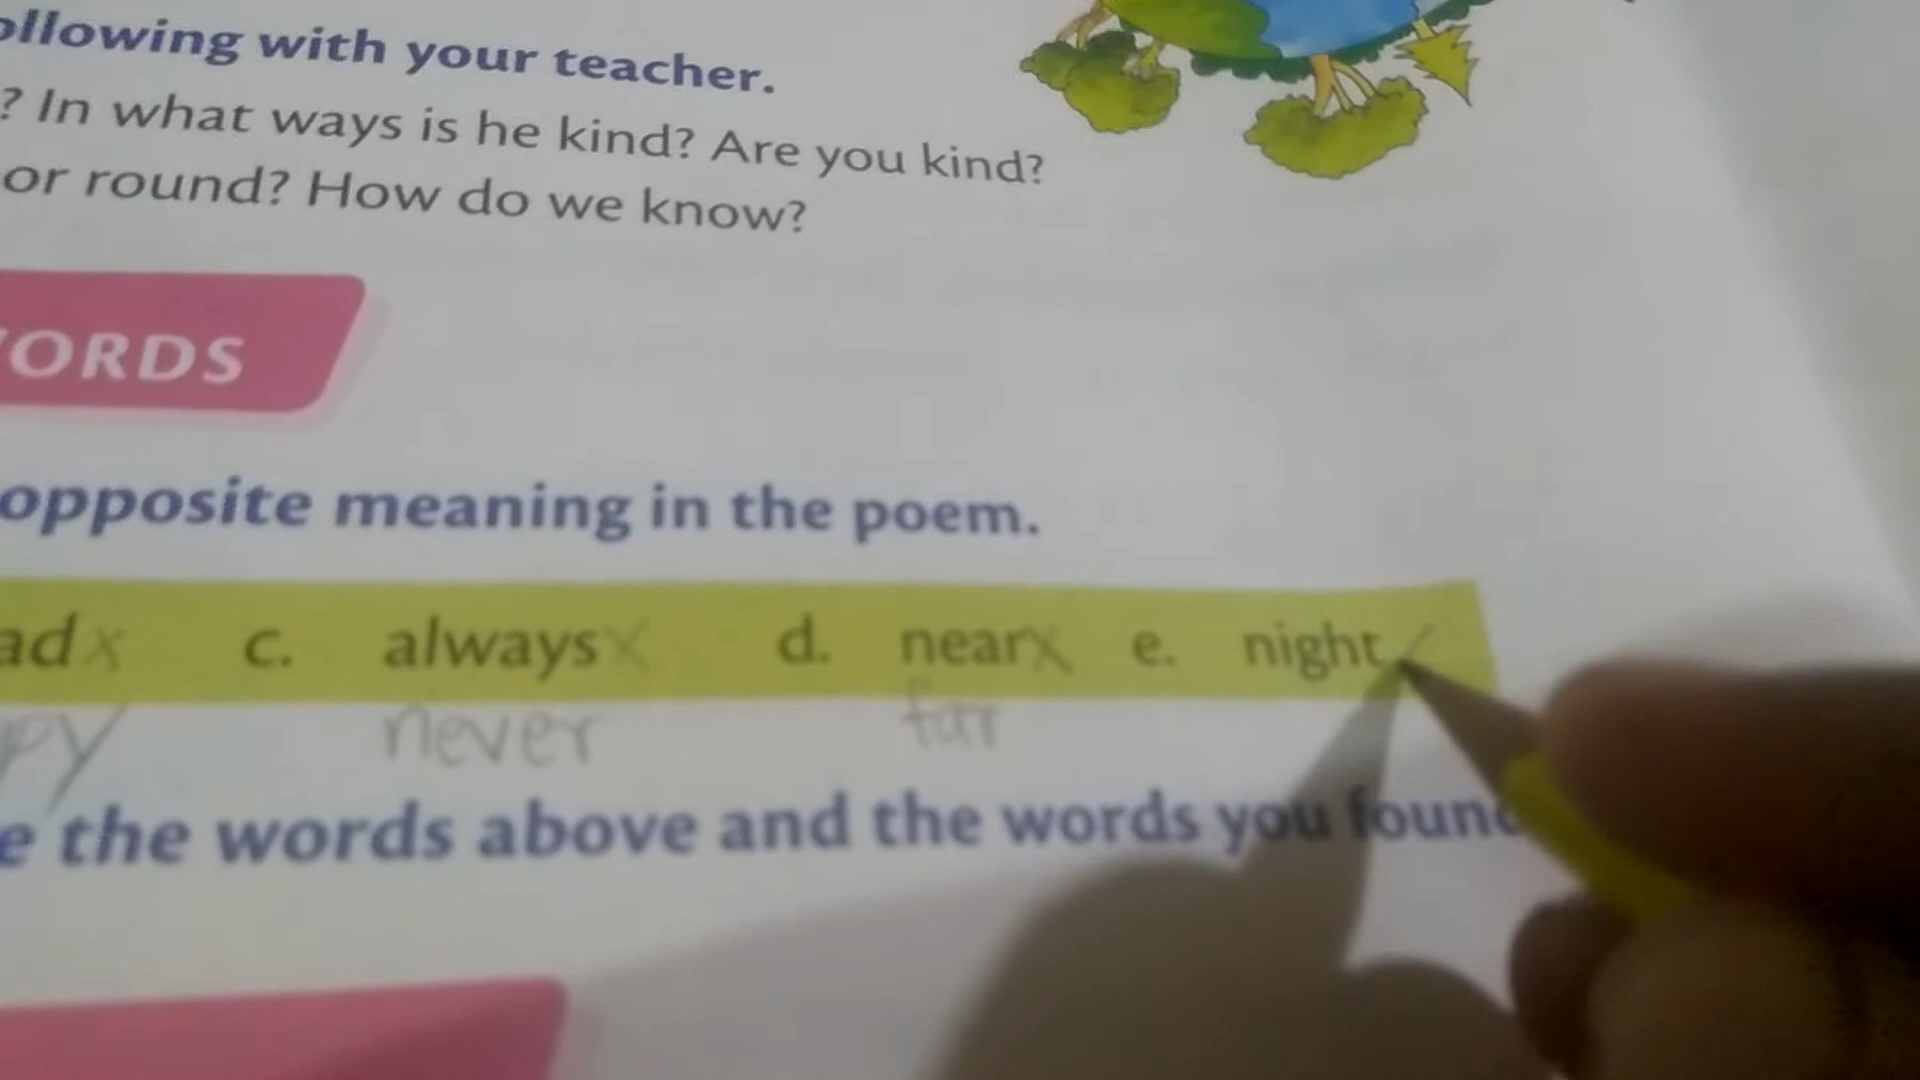 ollowing with your teacher.
? In what ways is he kind? Are you kind?
or round? How do we know?
ORDS
opposite meaning in the poem.
ad x c. always x d. near x e. night
ppy never far
e the words above and the words you found